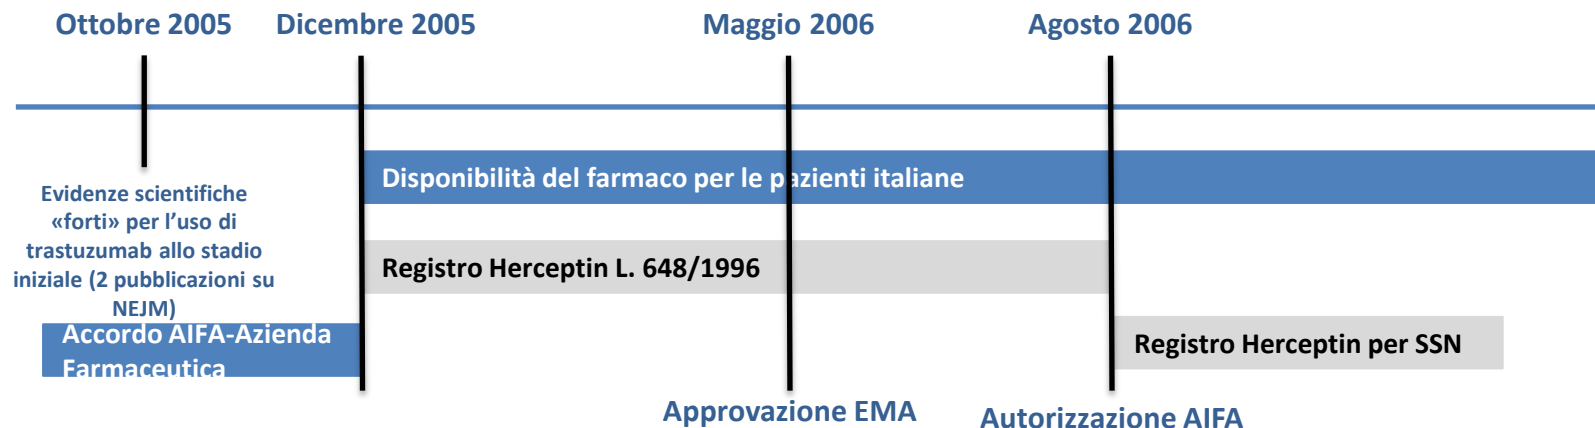 Ottobre 2005
Dicembre 2005
Maggio 2006
Agosto 2006
Disponibilità del farmaco per le pazienti italiane
Evidenze scientifiche
«forti» per l'uso di
trastuzumab allo stadio
iniziale (2 pubblicazioni su
NEJM)
Registro Herceptin L. 648/1996
Accordo AIFA-Azienda
Farmaceutica
Registro Herceptin per SSN
Approvazione EMA
Autorizzazione AIFA